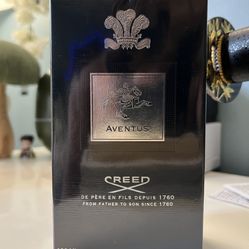 AVENTUS
CREED
DE PÈRE EN FILS DEPUIS 1760
FROM FATHER TO SON SINCE 1760